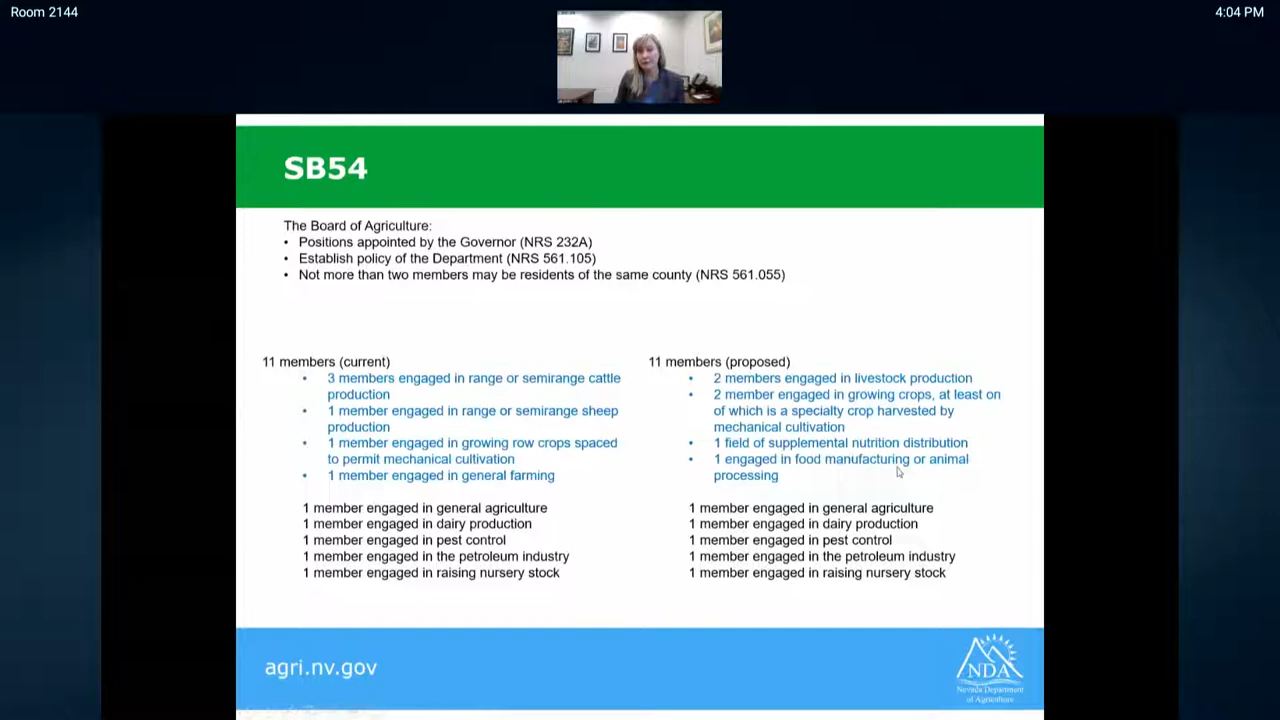 Room 2144
4:04 PM
SB54
The Board of Agriculture:
• Positions appointed by the Governor (NRS 232A)
• Establish policy of the Department (NRS 561.105)
• Not more than two members may be residents of the same county (NRS 561.055)
11 members (current)
• 3 members engaged in range or semirange cattle
production
• 1 member engaged in range or semirange sheep
production
• 1 member engaged in growing row crops spaced
to permit mechanical cultivation
• 1 member engaged in general farming
1 member engaged in general agriculture
1 member engaged in dairy production
1 member engaged in pest control
1 member engaged in the petroleum industry
1 member engaged in raising nursery stock
11 members (proposed)
• 2 members engaged in livestock production
• 2 member engaged in growing crops, at least on
of which is a specialty crop harvested by
mechanical cultivation
• 1 field of supplemental nutrition distribution
• 1 engaged in food manufacturing or animal
processing
1 member engaged in general agriculture
1 member engaged in dairy production
1 member engaged in pest control
1 member engaged in the petroleum industry
1 member engaged in raising nursery stock
agri.nv.gov
NDA
Nevada Department
of Agriculture